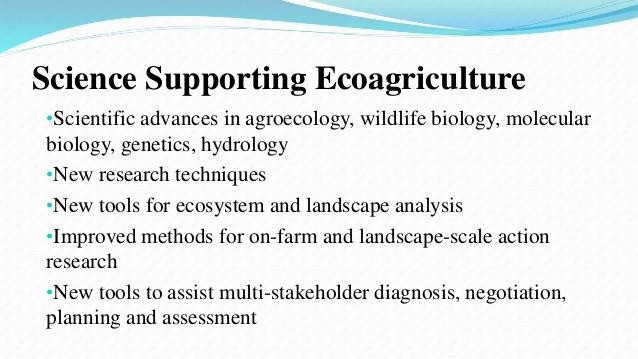 Science Supporting Ecoagriculture
•Scientific advances in agroecology, wildlife biology, molecular
biology, genetics, hydrology
•New research techniques
•New tools for ecosystem and landscape analysis
•Improved methods for on-farm and landscape-scale action
research
•New tools to assist multi-stakeholder diagnosis, negotiation,
planning and assessment